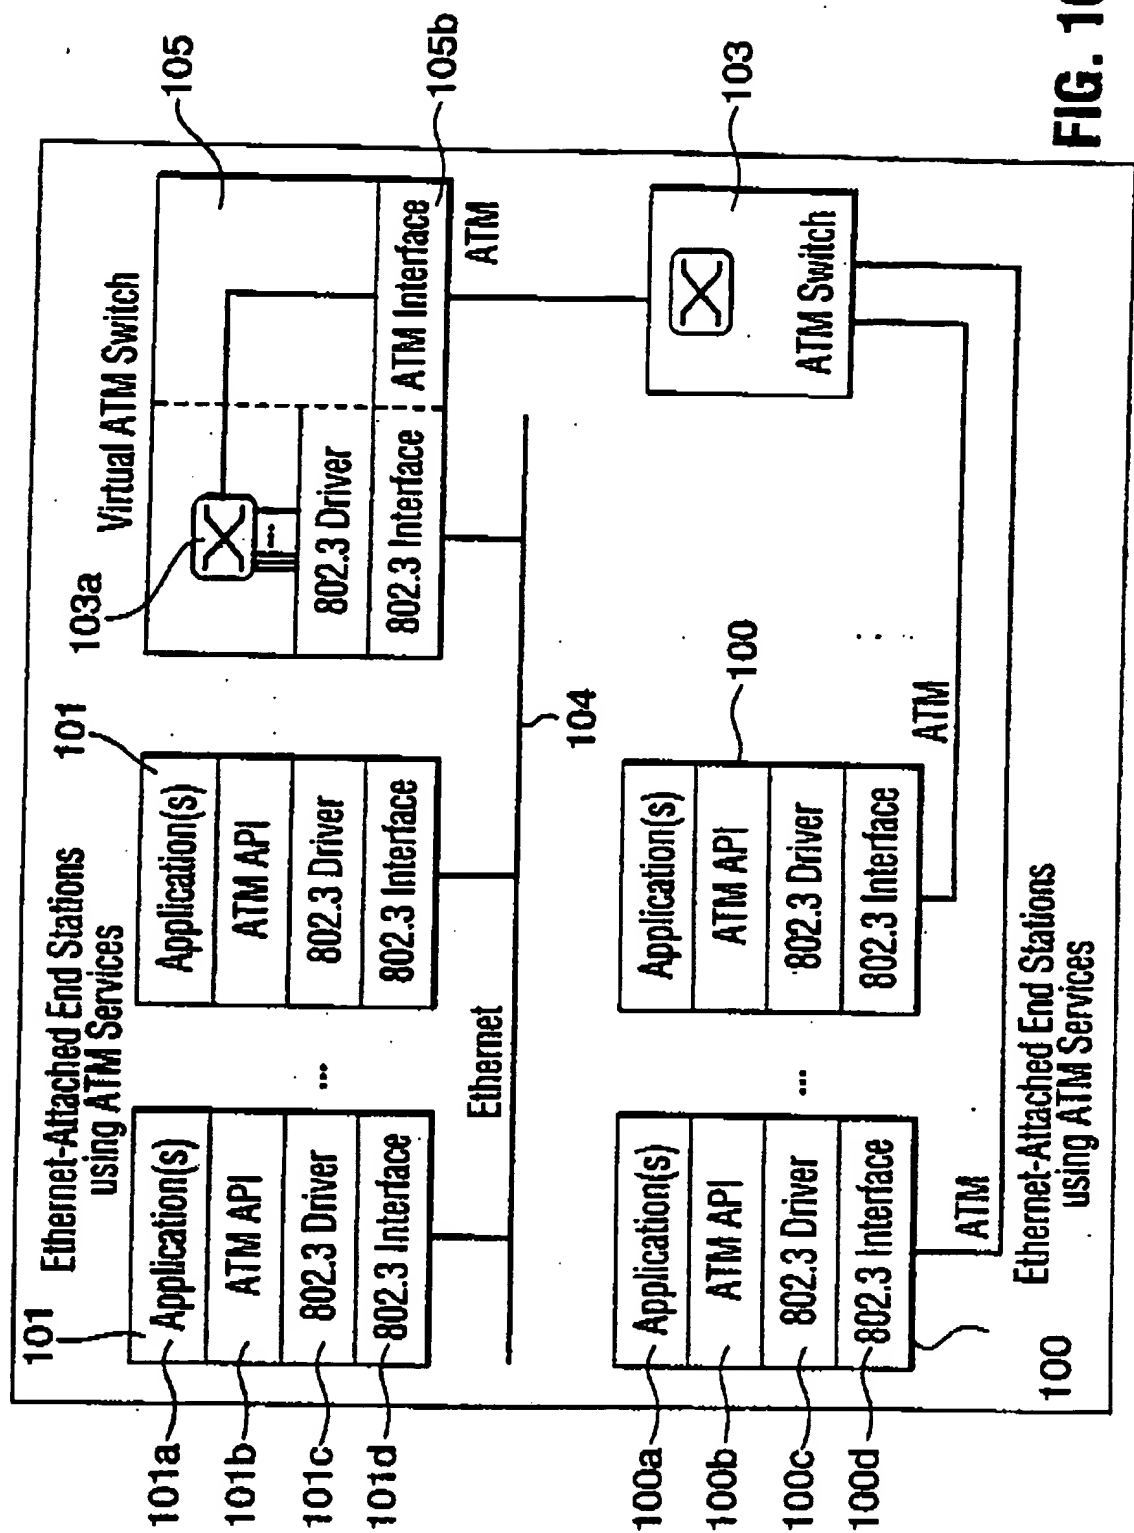 105
Virtual ATM Switch
103a
802.3 Driver
802.3 Interface
ATM Interface
105b
ATM
101
Ethernet-Attached End Stations
using ATM Services
101
Application(s)
ATM API
802.3 Driver
802.3 Interface
...
Application(s)
ATM API
802.3 Driver
802.3 Interface
101a
101b
101c
101d
Ethernet
104
103
ATM Switch
100
Application(s)
ATM API
802.3 Driver
802.3 Interface
...
Application(s)
ATM API
802.3 Driver
802.3 Interface
100a
100b
100c
100d
ATM
ATM
100
Ethernet-Attached End Stations
using ATM Services
FIG.